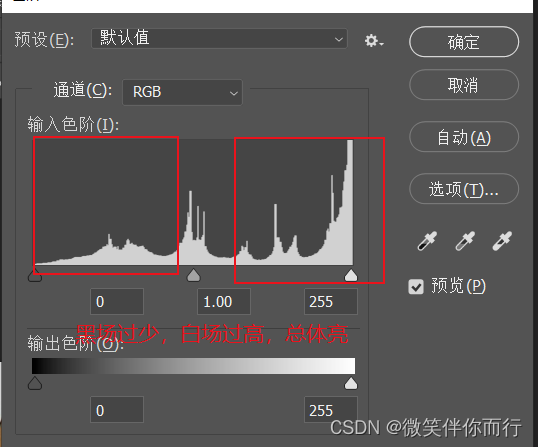 预设(E): 默认值
确定
取消
自动(A)
选项(T)...
预览(P)
通道(C): RGB
输入色阶(I):
0 1.00 255
场过少，白场过高，总体亮
输出色阶(O):
0 255
CSDN @微笑伴你而行